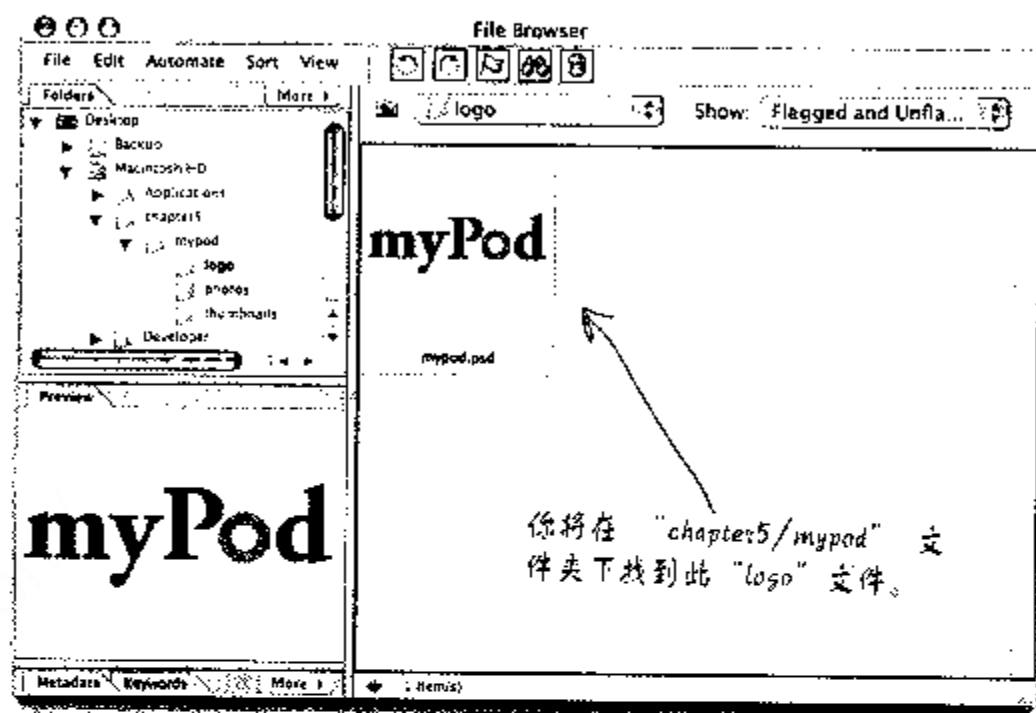 File Browser
File Edit Automate Sort View
Folders More
logo
Show: Flagged and Unfla...
Desktop
Backup
Macintosh HD
Applications
chapter5
mypod
logo
photos
thumbnails
Developer
myPod
mypod.psd
Preview
myPod
你将在 "chapter5/mypod" 文
件夹下找到此 "logo" 文件。
Metadata Keywords More
1 Item(s)